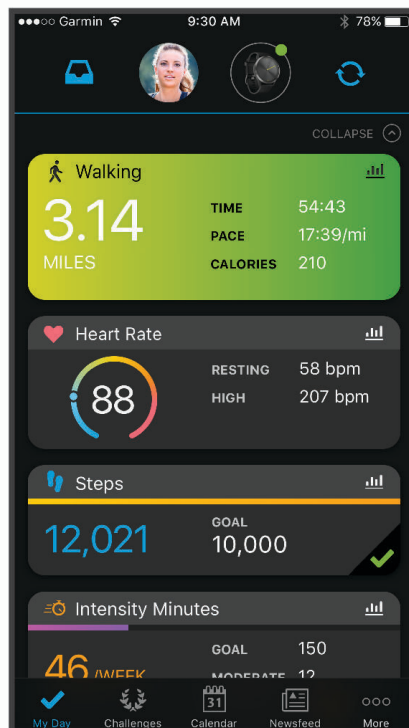 Garmin 9:30 AM 78%
COLLAPSE
Walking
3.14
MILES
TIME 54:43
PACE 17:39/mi
CALORIES 210
Heart Rate
88
RESTING 58 bpm
HIGH 207 bpm
Steps
12,021
GOAL
10,000
Intensity Minutes
46 /WEEK
GOAL 150
MODERATE 12
31
My Day Challenges Calendar Newsfeed More